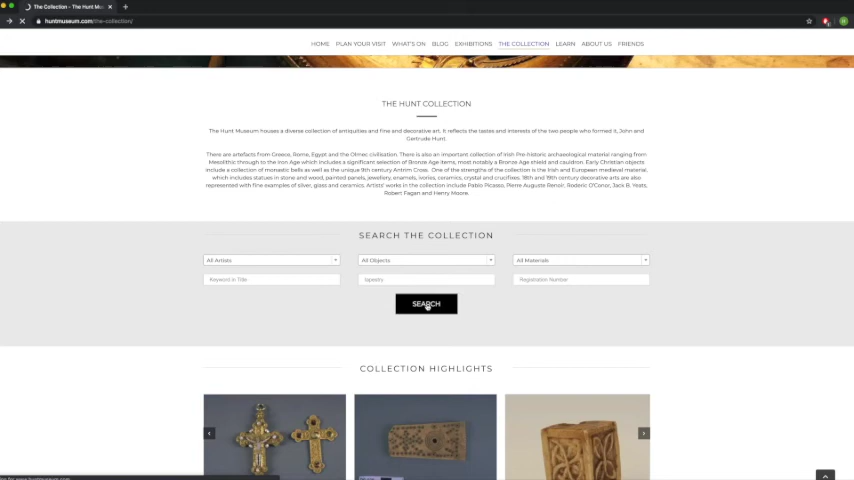 The Collection - The Hunt Mus
huntmuseum.com/the-collection/
HOME PLAN YOUR VISIT WHAT'S ON BLOG EXHIBITIONS THE COLLECTION LEARN ABOUT US FRIENDS
THE HUNT COLLECTION
The Hunt Museum houses a diverse collection of antiquities and fine and decorative art. It reflects the tastes and interests of the two people who formed it, John and
Gertrude Hunt.
There are artefacts from Greece, Rome, Egypt and the Olmec civilisation. There is also an important collection of Irish Pre-historic archaeological material ranging from
Mesolithic through to the Iron Age which includes a significant selection of Bronze Age items, most notably a Bronze Age shield and cauldron. Early Christian objects
include a collection of monastic bells as well as the unique 9th century Antrim Cross. One of the strengths of the collection is the Irish and European medieval material,
which includes statues in stone and wood, painted panels, jewellery, enamels, ivories, ceramics, crystal and crucifixes. 18th and 19th century decorative arts are also
represented with fine examples of silver, glass and ceramics. Artists' works in the collection include Pablo Picasso, Pierre Auguste Renoir, Roderic O'Conor, Jack B. Yeats,
Robert Fagan and Henry Moore.
SEARCH THE COLLECTION
All Artists All Objects All Materials
Keyword in Title tapestry Registration Number
SEARCH
COLLECTION HIGHLIGHTS
for www.huntmuseum.com